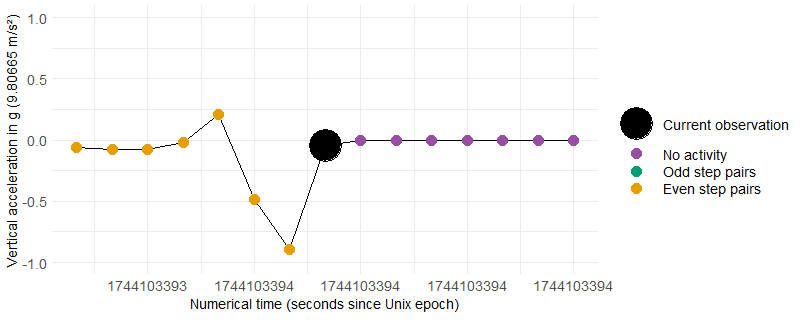 Vertical acceleration in g (9.80665 m/s²)
1.0
0.5
0.0
-0.5
-1.0
1744103393 1744103394 1744103394 1744103394 1744103394
Numerical time (seconds since Unix epoch)
Current observation
No activity
Odd step pairs
Even step pairs